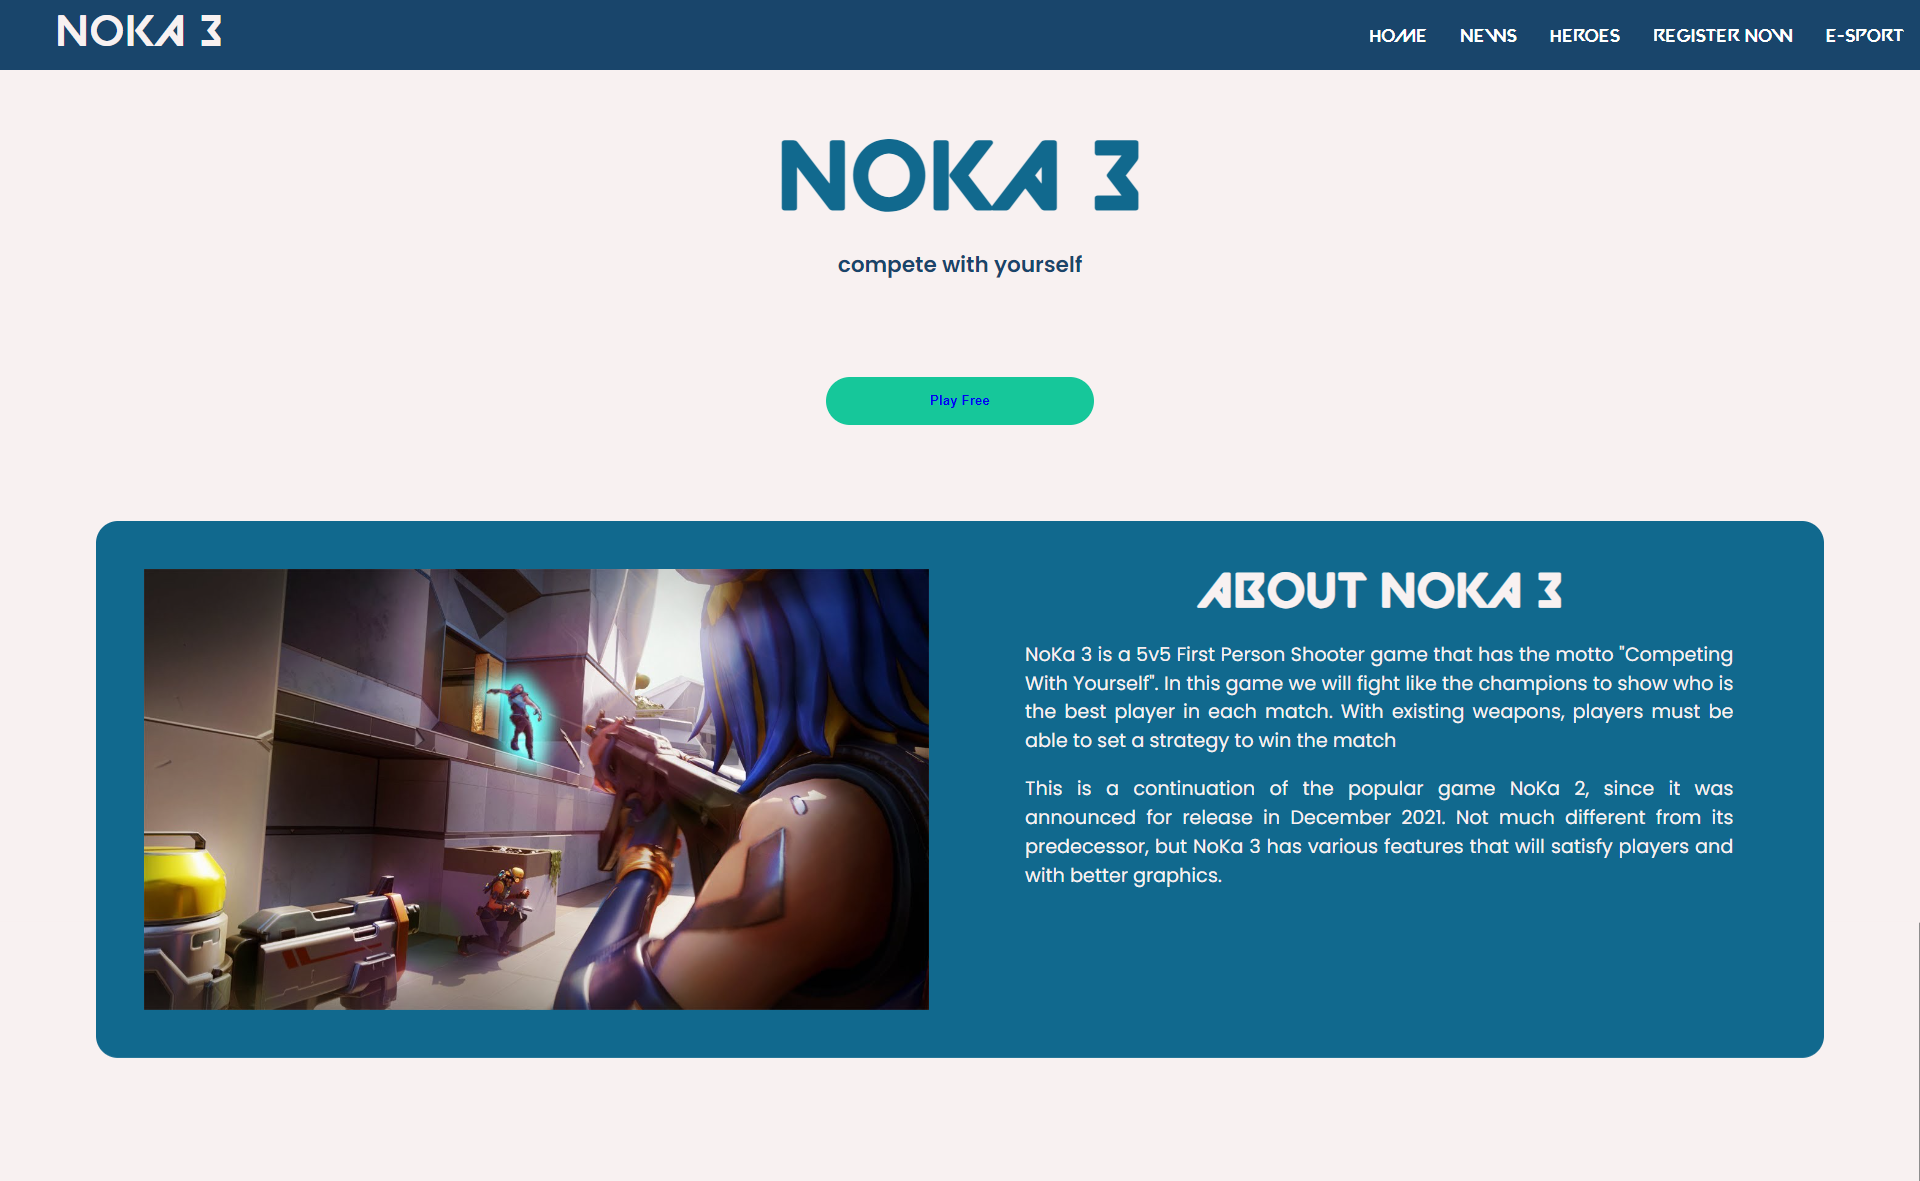 NOKA 3
HOME NEWS HEROES REGISTER NOW E-SPORT
NOKA 3
compete with yourself
Play Free
ABOUT NOKA 3
NoKa 3 is a 5v5 First Person Shooter game that has the motto "Competing
With Yourself". In this game we will fight like the champions to show who is
the best player in each match. With existing weapons, players must be
able to set a strategy to win the match
This is a continuation of the popular game NoKa 2, since it was
announced for release in December 2021. Not much different from its
predecessor, but NoKa 3 has various features that will satisfy players and
with better graphics.